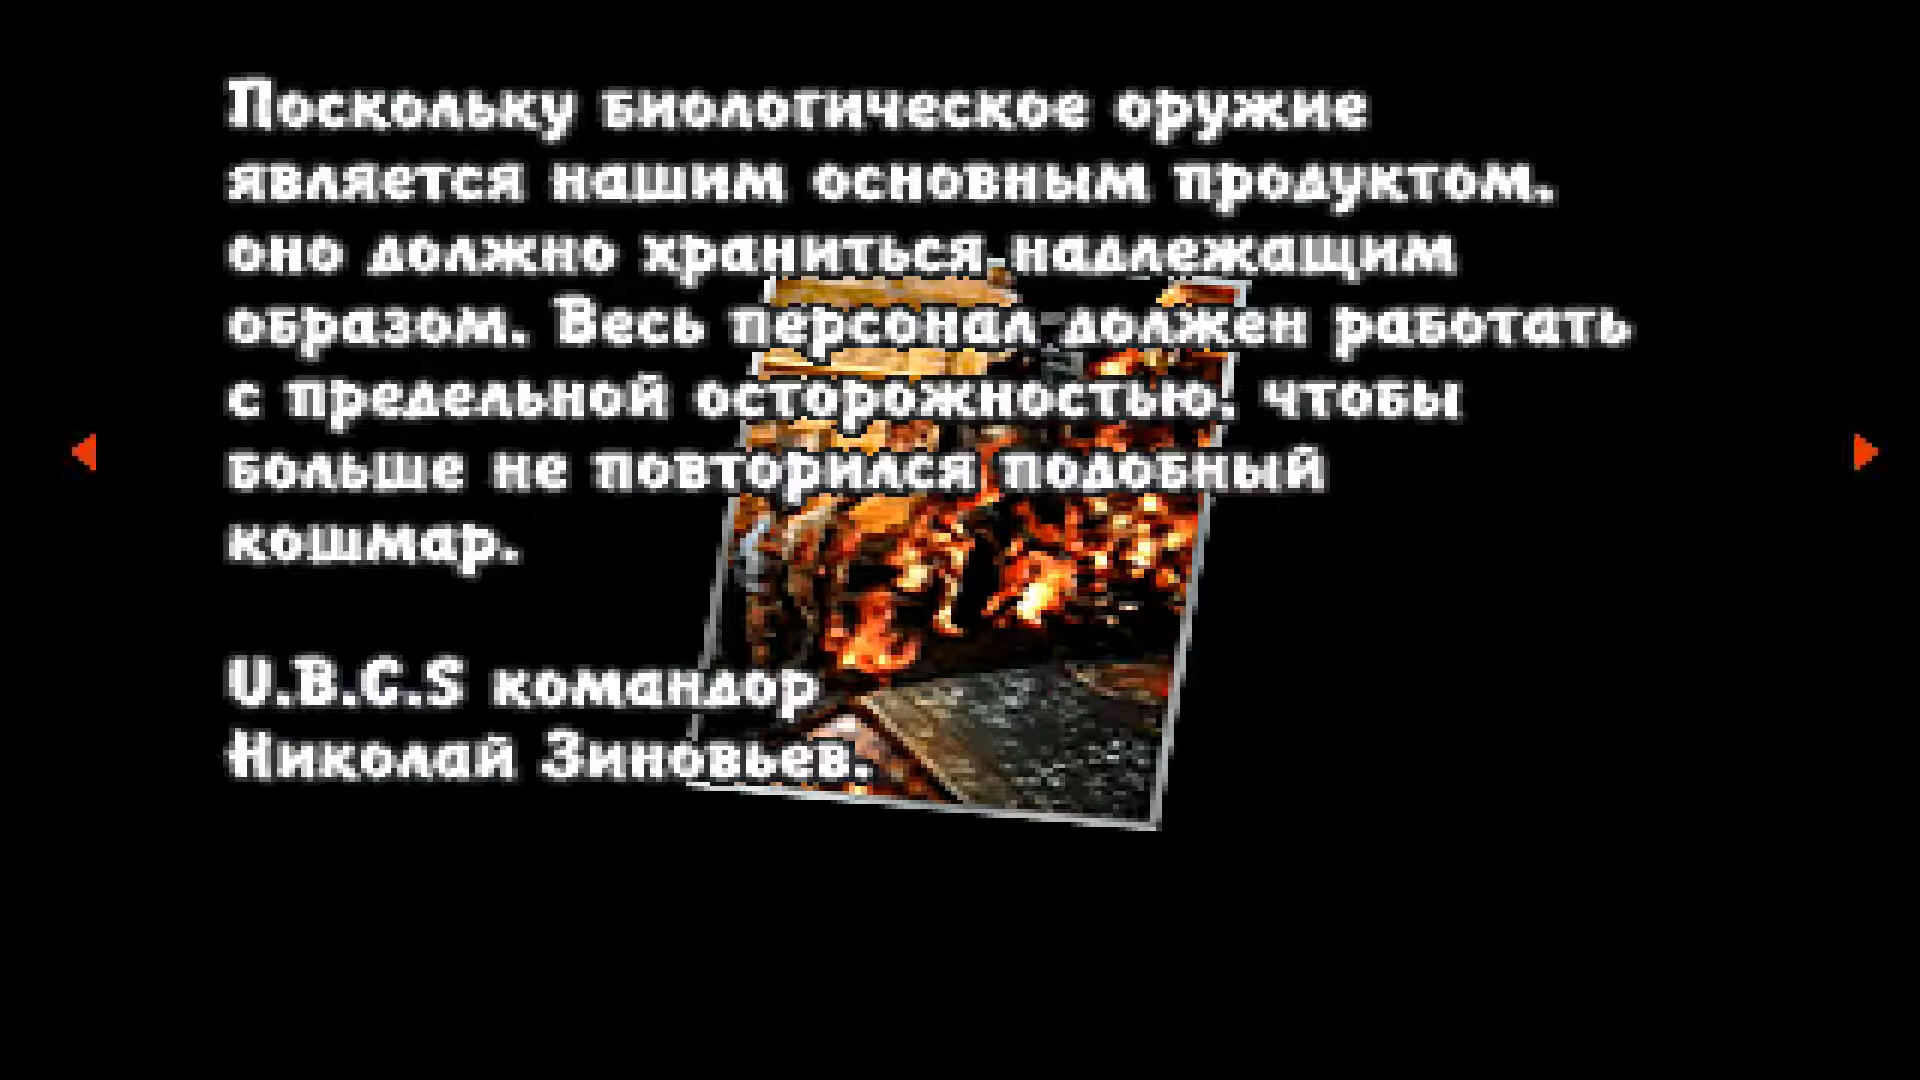 Поскольку биологическое оружие
является нашим основным продуктом,
оно должно храниться надлежащим
образом. Весь персонал должен работать
с предельной осторожностью, чтобы
больше не повторился подобный
кошмар.
U.B.C.S командор
Николай Зиновьев.